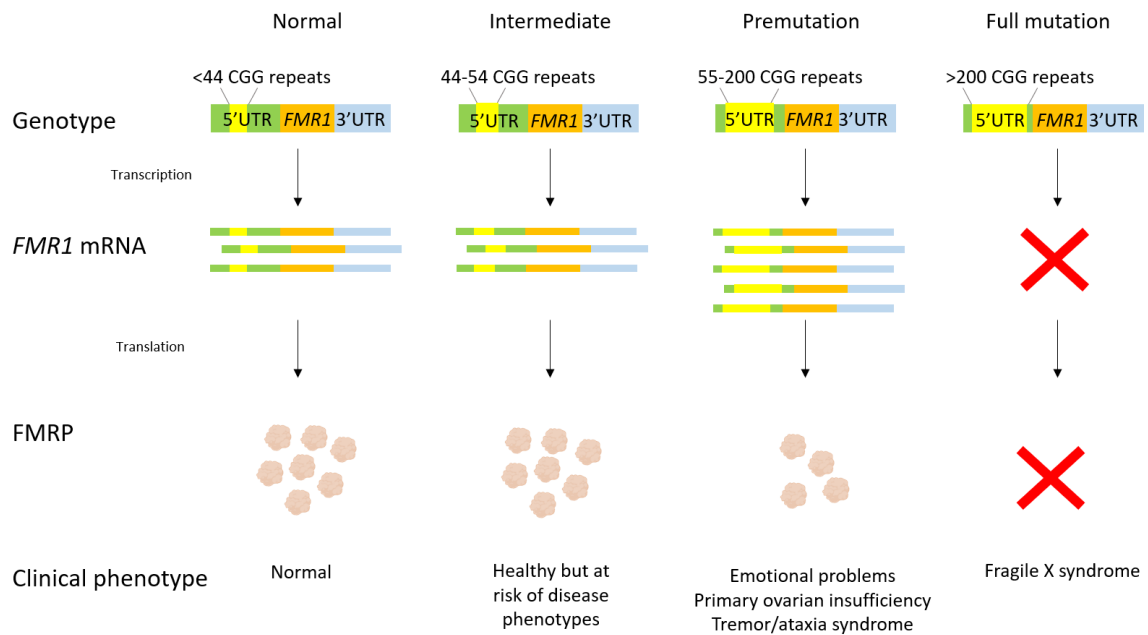 Normal
Intermediate
Premutation
Full mutation
<44 CGG repeats
44-54 CGG repeats
55-200 CGG repeats
>200 CGG repeats
Genotype
5'UTR FMR1 3'UTR
5'UTR FMR1 3'UTR
5'UTR FMR1 3'UTR
5'UTR FMR1 3'UTR
Transcription
FMR1 mRNA
Translation
FMRP
Clinical phenotype
Normal
Healthy but at
risk of disease
phenotypes
Emotional problems
Primary ovarian insufficiency
Tremor/ataxia syndrome
Fragile X syndrome